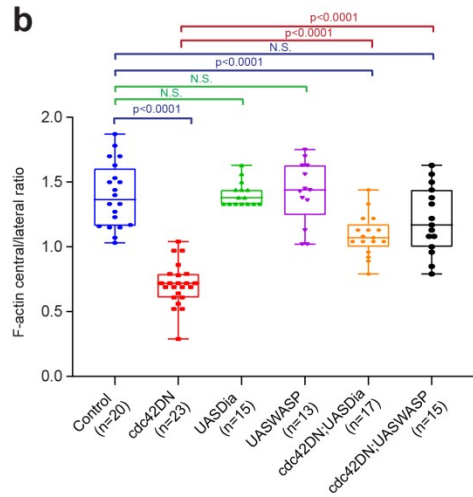 b
p<0.0001
p<0.0001
N.S.
p<0.0001
N.S.
N.S.
p<0.0001
F-actin central/lateral ratio
2.0
1.5
1.0
0.5
0.0
Control
(n=20)
cdc42DN
(n=23)
UASDia
(n=15)
UASWASP
(n=13)
cdc42DN;UASDia
(n=17)
cdc42DN;UASWASP
(n=15)